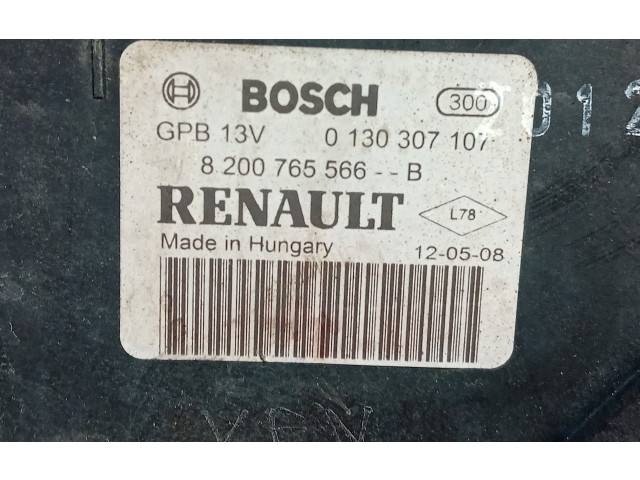 BOSCH 300
GPB 13V 0 130 307 107
8 200 765 566 - - B
RENAULT L78
Made in Hungary 12-05-08
012